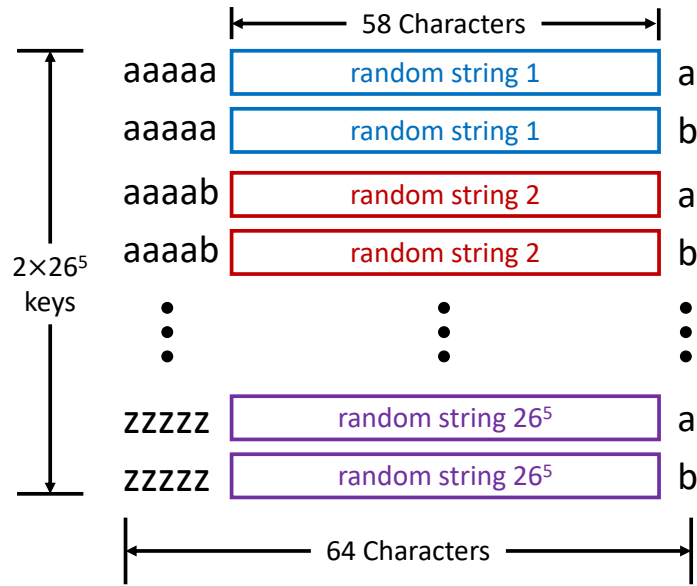 58 Characters
aaaaa random string 1 a
aaaaa random string 1 b
aaaab random string 2 a
aaaab random string 2 b
2×26⁵
keys
zzzzz random string 26⁵ a
zzzzz random string 26⁵ b
64 Characters